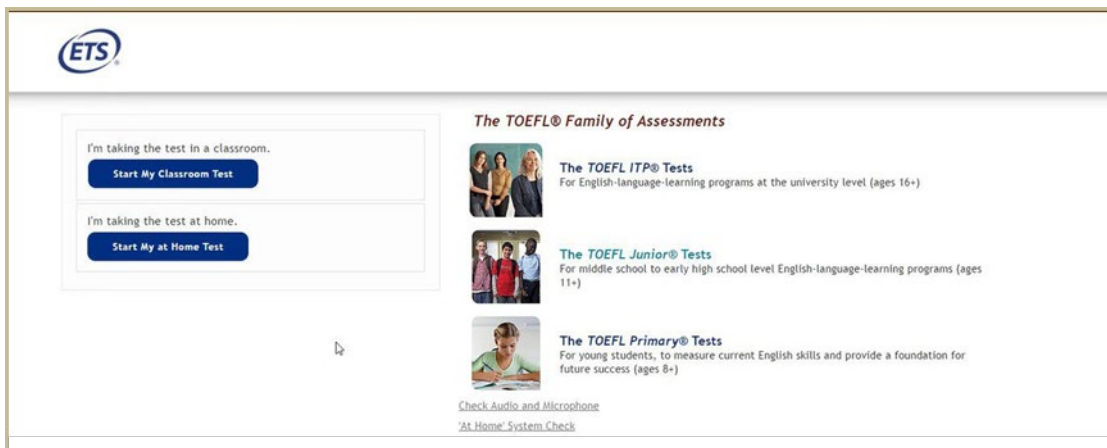 ETS
I'm taking the test in a classroom.
Start My Classroom Test
I'm taking the test at home.
Start My at Home Test
The TOEFL® Family of Assessments
The TOEFL ITP® Tests
For English-language-learning programs at the university level (ages 16+)
The TOEFL Junior® Tests
For middle school to early high school level English-language-learning programs (ages
11+)
The TOEFL Primary® Tests
For young students, to measure current English skills and provide a foundation for
future success (ages 8+)
Check Audio and Microphone
'At Home' System Check